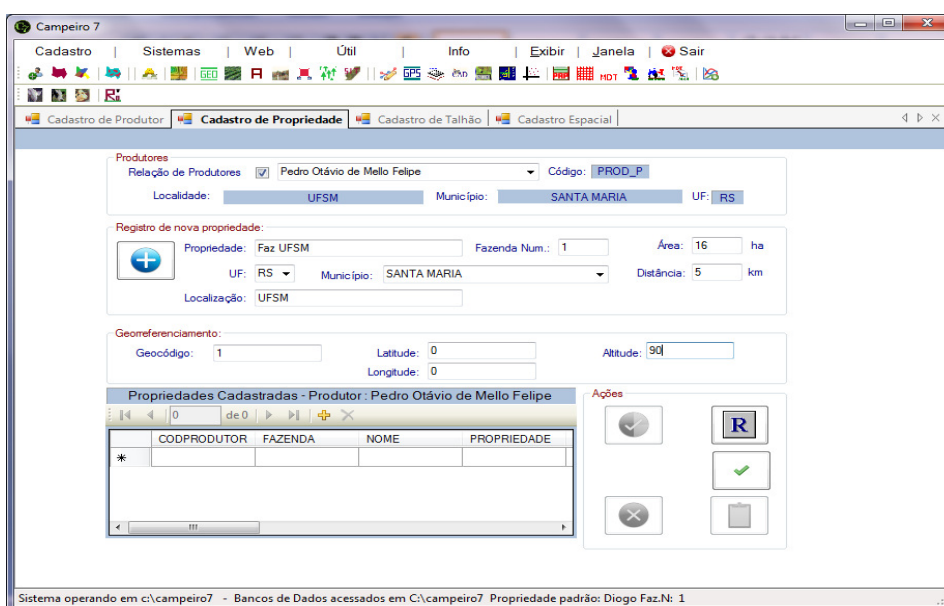 Campeiro 7
Cadastro | Sistemas | Web | Útil | Info | Exibir | Janela | Sair
GEO A GPS MDT
Ri
Cadastro de Produtor Cadastro de Propriedade Cadastro de Talhão Cadastro Espacial
Produtores
Relação de Produtores Pedro Otávio de Mello Felipe Código: PROD_P
Localidade: UFSM Município: SANTA MARIA UF: RS
Registro de nova propriedade:
Propriedade: Faz UFSM Fazenda Num.: 1 Área: 16 ha
UF: RS Município: SANTA MARIA Distância: 5 km
Localização: UFSM
Georreferenciamento:
Geocódigo: 1 Latitude: 0 Altitude: 90
Longitude: 0
Propriedades Cadastradas - Produtor : Pedro Otávio de Mello Felipe
Ações
0 de 0
R
CODPRODUTOR FAZENDA NOME PROPRIEDADE
Sistema operando em c:\campeiro7 - Bancos de Dados acessados em C:\campeiro7 Propriedade padrão: Diogo Faz.N: 1